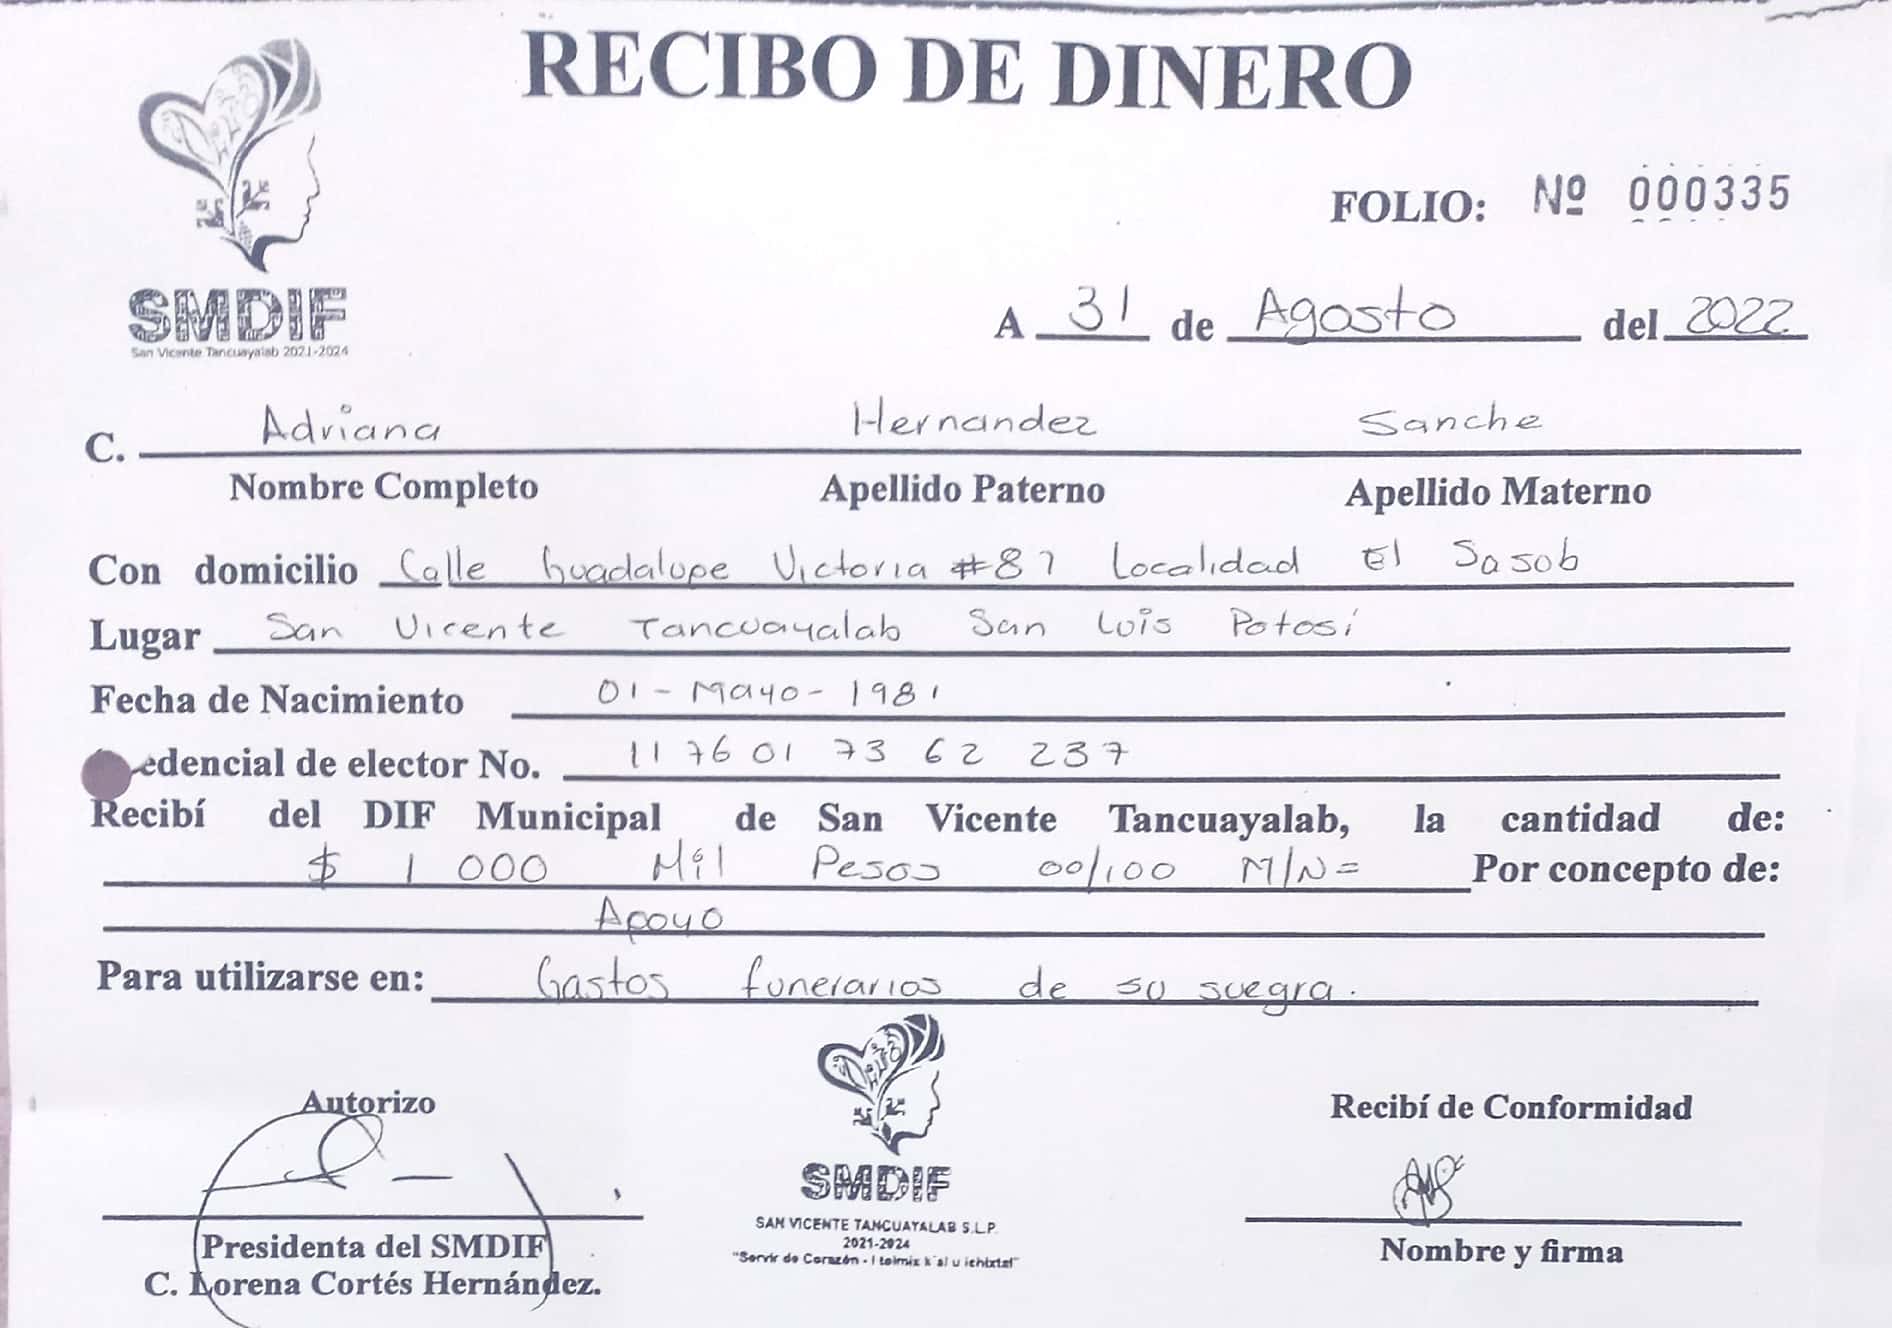 RECIBO DE DINERO
FOLIO: Nº 000335
SMDIF
San Vicente Tancuayalab 2021-2024
A 31 de Agosto del 2022
C. Adriana Hernandez Sanche
Nombre Completo Apellido Paterno Apellido Materno
Con domicilio Calle Guadalupe Victoria #87 Localidad El Sasob
Lugar San Vicente Tancuayalab San Luis Potosí
Fecha de Nacimiento 01-Mayo-1981
edencial de elector No. 11 76 01 73 62 237
Recibí del DIF Municipal de San Vicente Tancuayalab, la cantidad de:
$ 1 000 Mil Pesos 00/100 M/N= Por concepto de:
Apoyo
Para utilizarse en: Gastos funerarios de su suegra.
Autorizo
Recibí de Conformidad
SMDIF
SAN VICENTE TANCUAYALAB S.L.P.
2021-2024
"Servir de Corazón -
Presidenta del SMDIF
C. Lorena Cortés Hernández.
Nombre y firma